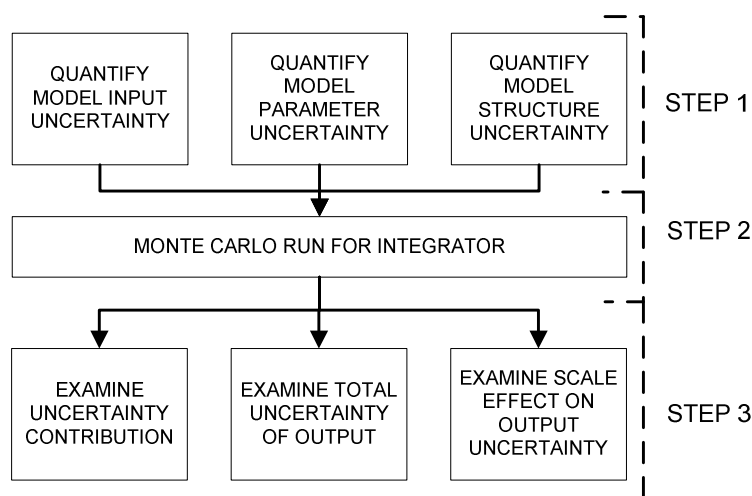 QUANTIFY
MODEL INPUT
UNCERTAINTY
QUANTIFY
MODEL
PARAMETER
UNCERTAINTY
QUANTIFY
MODEL
STRUCTURE
UNCERTAINTY
STEP 1
MONTE CARLO RUN FOR INTEGRATOR
STEP 2
EXAMINE
UNCERTAINTY
CONTRIBUTION
EXAMINE TOTAL
UNCERTAINTY
OF OUTPUT
EXAMINE SCALE
EFFECT ON
OUTPUT
UNCERTAINTY
STEP 3